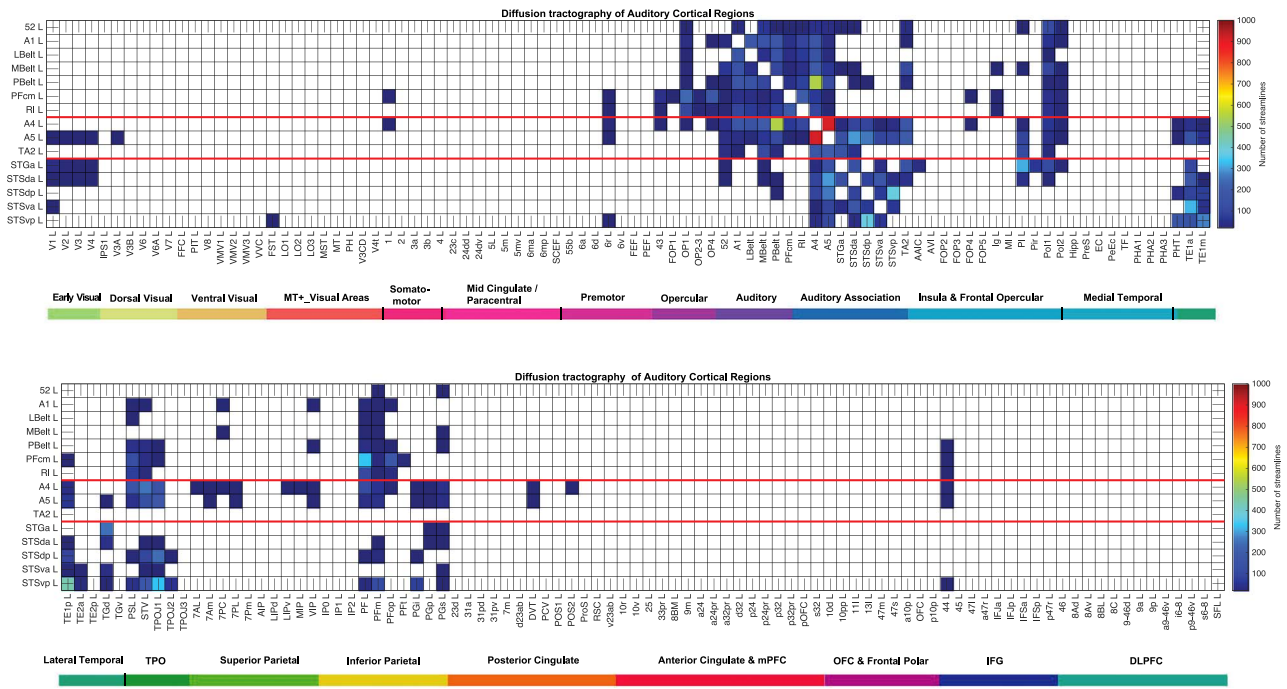 Diffusion tractography of Auditory Cortical Regions
52 L
A1 L
LBelt L
MBelt L
PBelt L
PFcm L
RI L
A4 L
A5 L
TA2 L
STGa L
STSda L
STSdp L
STSva L
STSvp L
1000
900
800
700
600
500
400
300
200
100
Number of streamlines
V1 L
V2 L
V3 L
V4 L
IPS1 L
V3A L
V3B L
V6 L
V6A L
V7 L
FFC L
PIT L
V8 L
VMV1 L
VMV2 L
VMV3 L
VVC L
FST L
LO1 L
LO2 L
LO3 L
MST L
MT L
PH L
V3CD L
V4t L
1 L
2 L
3a L
3b L
4 L
23c L
24dd L
24dv L
5L L
5m L
5mv L
6ma L
6mp L
SCEF L
55b L
6a L
6d L
6r L
6v L
FEF L
PEF L
43 L
FOP1 L
OP1 L
OP2-3 L
OP4 L
52 L
A1 L
LBelt L
MBelt L
PBelt L
PFcm L
RI L
A4 L
A5 L
STGa L
STSda L
STSdp L
STSva L
STSvp L
TA2 L
AAIC L
AVI L
FOP2 L
FOP3 L
FOP4 L
FOP5 L
Ig L
MI L
PI L
Pir L
PoI1 L
PoI2 L
Hipp L
PreS L
EC L
PeEc L
TF L
PHA1 L
PHA2 L
PHA3 L
PHT L
TE1a L
TE1m L
Early Visual
Dorsal Visual
Ventral Visual
MT+_Visual Areas
Somato-
motor
Mid Cingulate /
Paracentral
Premotor
Opercular
Auditory
Auditory Association
Insula & Frontal Opercular
Medial Temporal
Diffusion tractography of Auditory Cortical Regions
52 L
A1 L
LBelt L
MBelt L
PBelt L
PFcm L
RI L
A4 L
A5 L
TA2 L
STGa L
STSda L
STSdp L
STSva L
STSvp L
1000
900
800
700
600
500
400
300
200
100
Number of streamlines
TE1p L
TE2a L
TE2p L
TGd L
TGv L
PSL L
STV L
TPOJ1 L
TPOJ2 L
TPOJ3 L
7AL L
7Am L
7PC L
7PL L
7Pm L
AIP L
LIPd L
LIPv L
MIP L
VIP L
IP0 L
IP1 L
IP2 L
PF L
PFm L
PFop L
PFt L
PGi L
PGp L
PGs L
23d L
31a L
31pd L
31pv L
7m L
d23ab L
DVT L
PCV L
POS1 L
POS2 L
ProS L
RSC L
v23ab L
10r L
10v L
25 L
33pr L
8BM L
9m L
a24 L
a24pr L
a32pr L
d32 L
p24 L
p24pr L
p32 L
p32pr L
pOFC L
s32 L
10d L
10pp L
11l L
13l L
47m L
47s L
a10p L
OFC L
p10p L
44 L
45 L
47l L
a47r L
IFJa L
IFJp L
IFSa L
IFSp L
p47r L
46 L
8Ad L
8Av L
8BL L
8C L
9-46d L
9a L
9p L
a9-46v L
i6-8 L
p9-46v L
s6-8 L
SFL L
Lateral Temporal
TPO
Superior Parietal
Inferior Parietal
Posterior Cingulate
Anterior Cingulate & mPFC
OFC & Frontal Polar
IFG
DLPFC